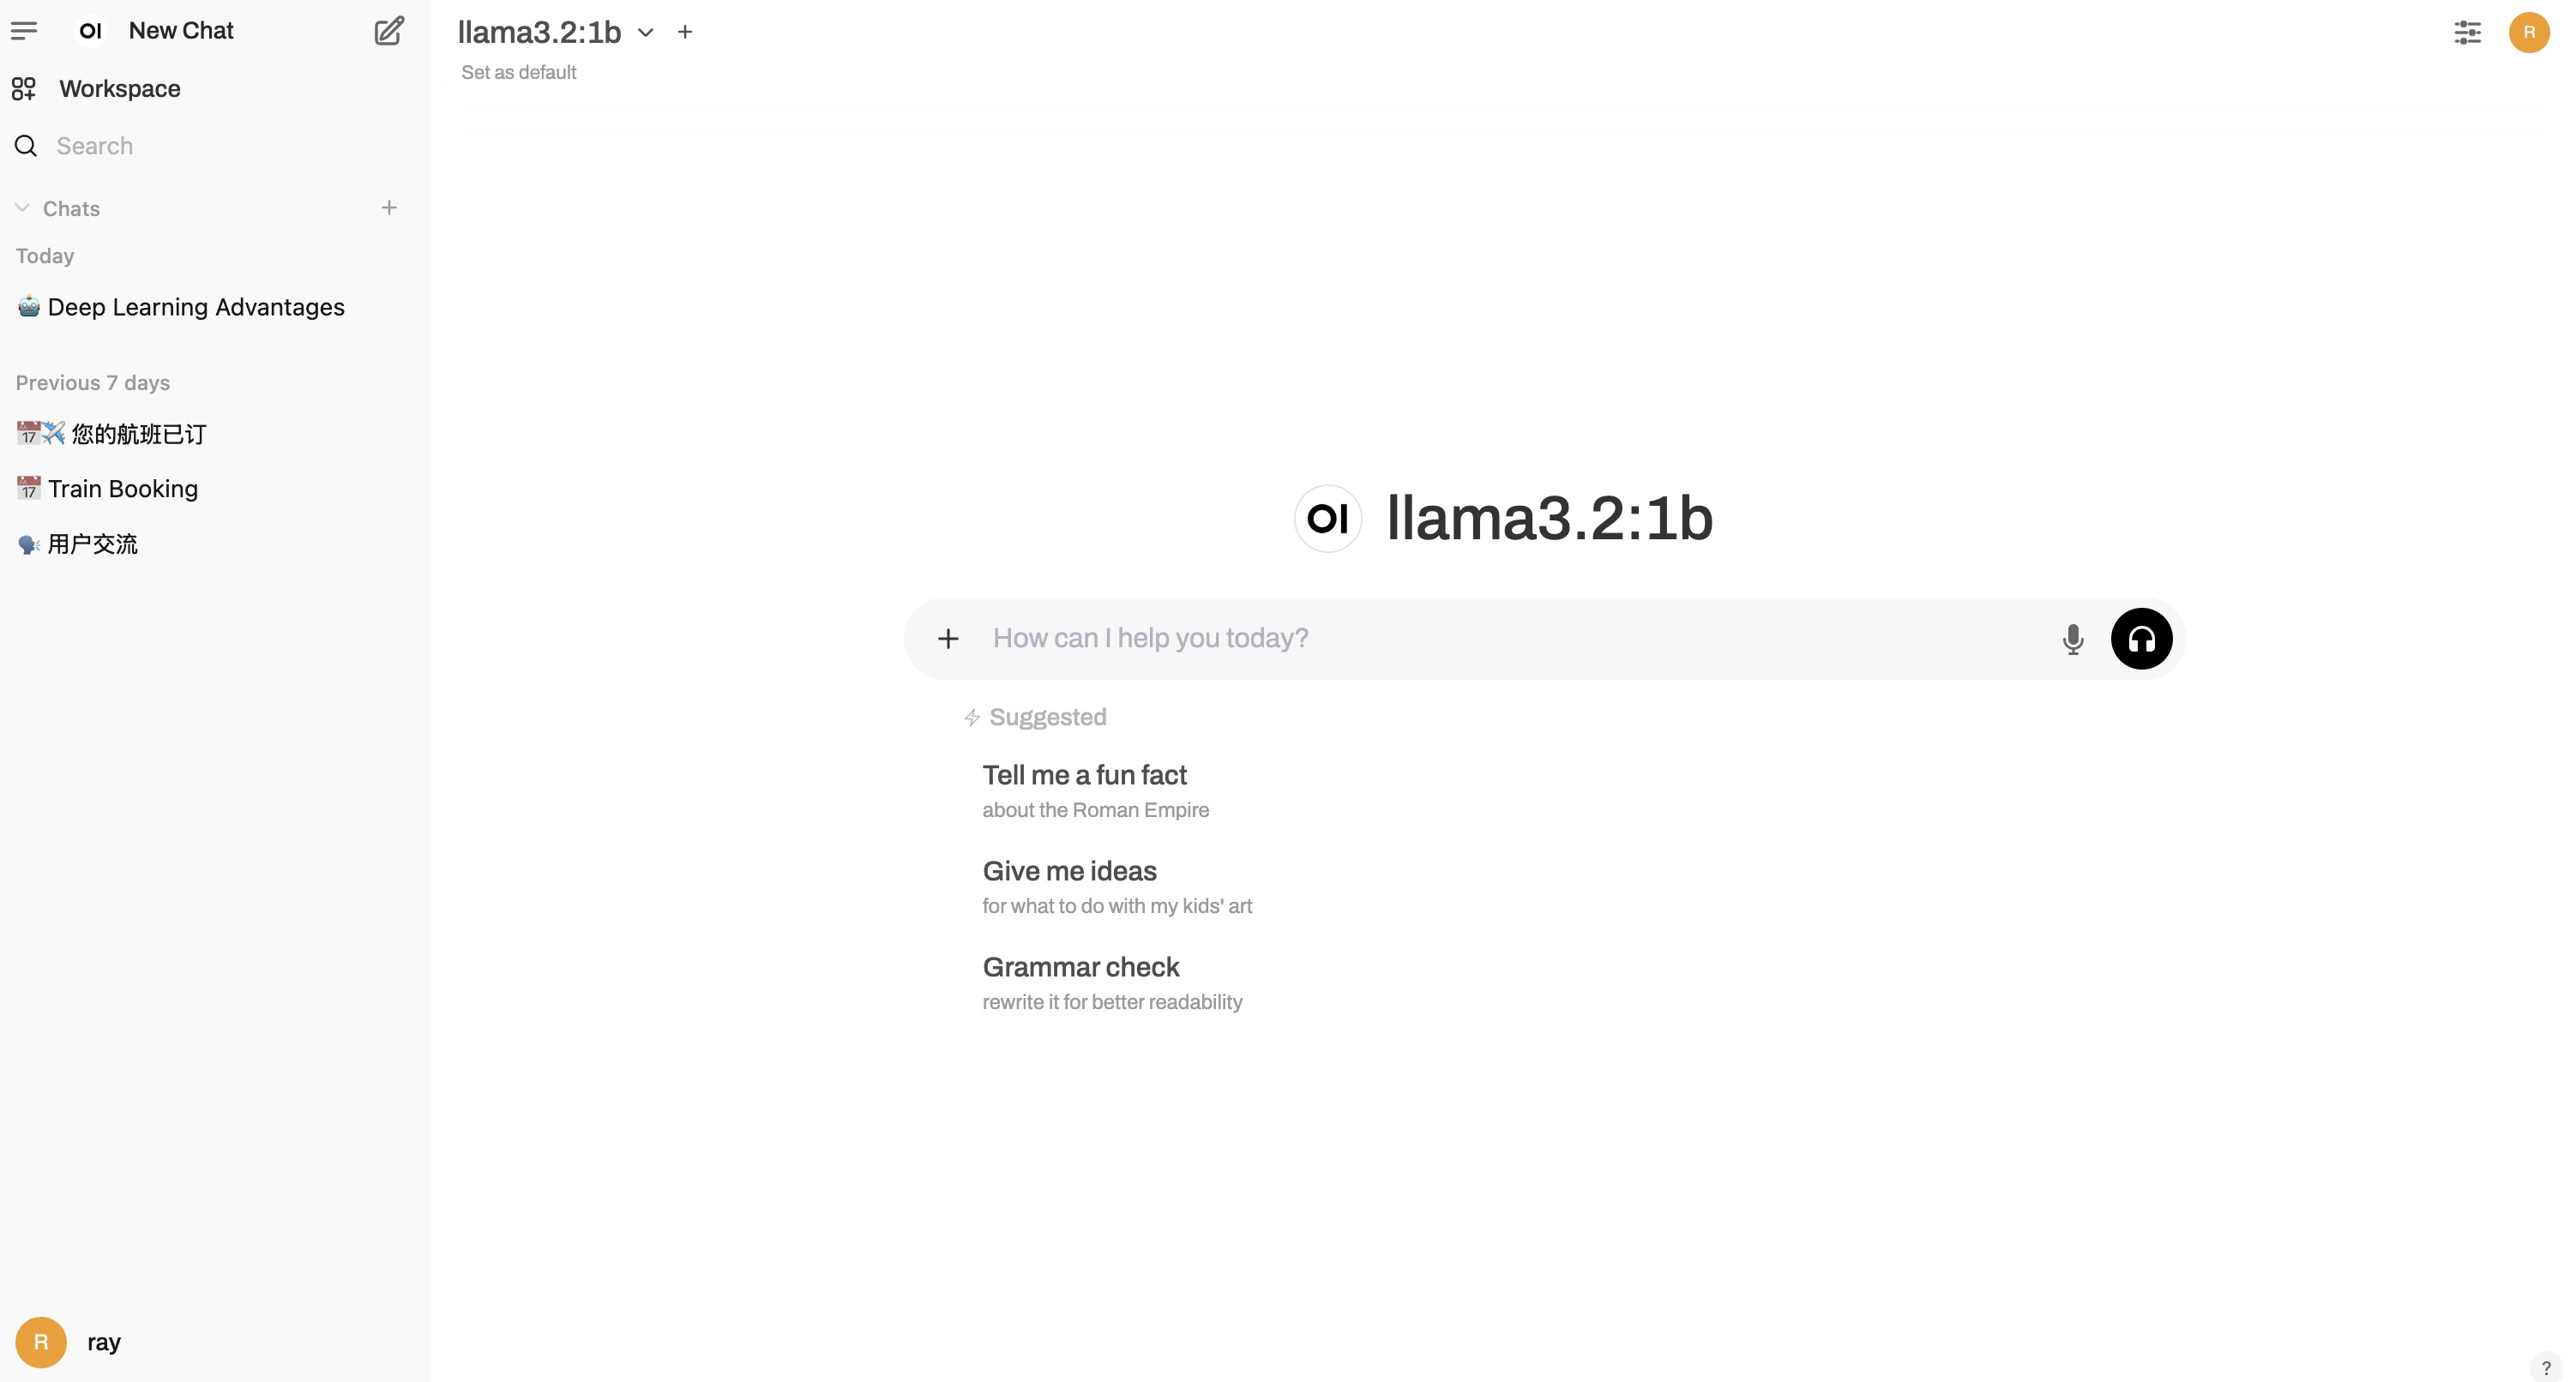 OI New Chat
Workspace
Search
Chats
Today
Deep Learning Advantages
Previous 7 days
17 您的航班已订
17 Train Booking
用户交流
R ray
llama3.2:1b
Set as default
R
OI llama3.2:1b
How can I help you today?
Suggested
Tell me a fun fact
about the Roman Empire
Give me ideas
for what to do with my kids' art
Grammar check
rewrite it for better readability
?